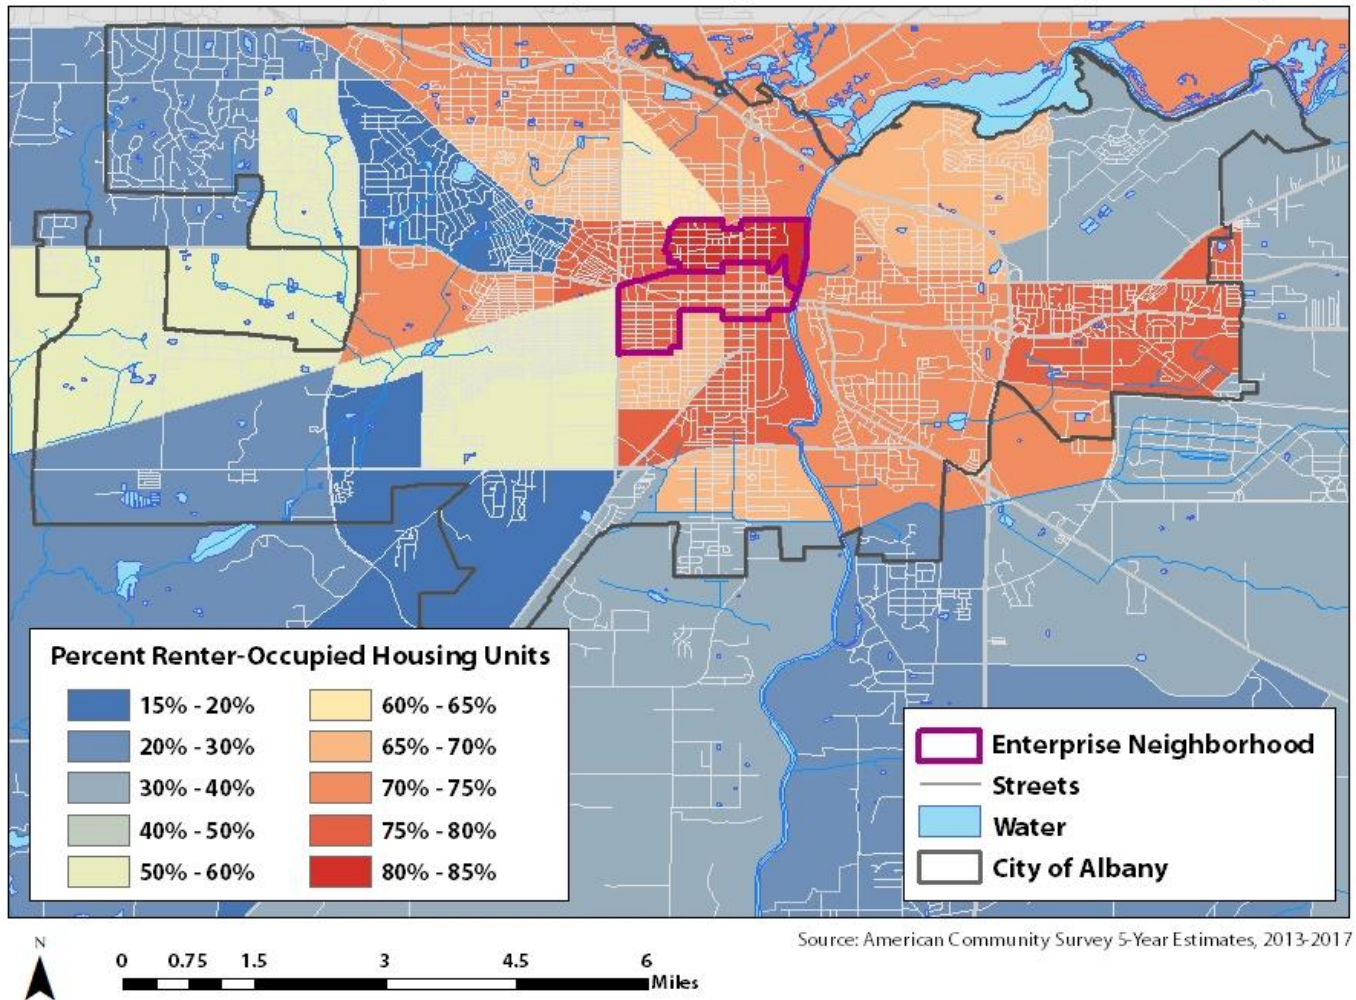 Percent Renter-Occupied Housing Units
15% - 20%
20% - 30%
30% - 40%
40% - 50%
50% - 60%
60% - 65%
65% - 70%
70% - 75%
75% - 80%
80% - 85%
Enterprise Neighborhood
Streets
Water
City of Albany
Source: American Community Survey 5-Year Estimates, 2013-2017
N
0 0.75 1.5 3 4.5 6
Miles